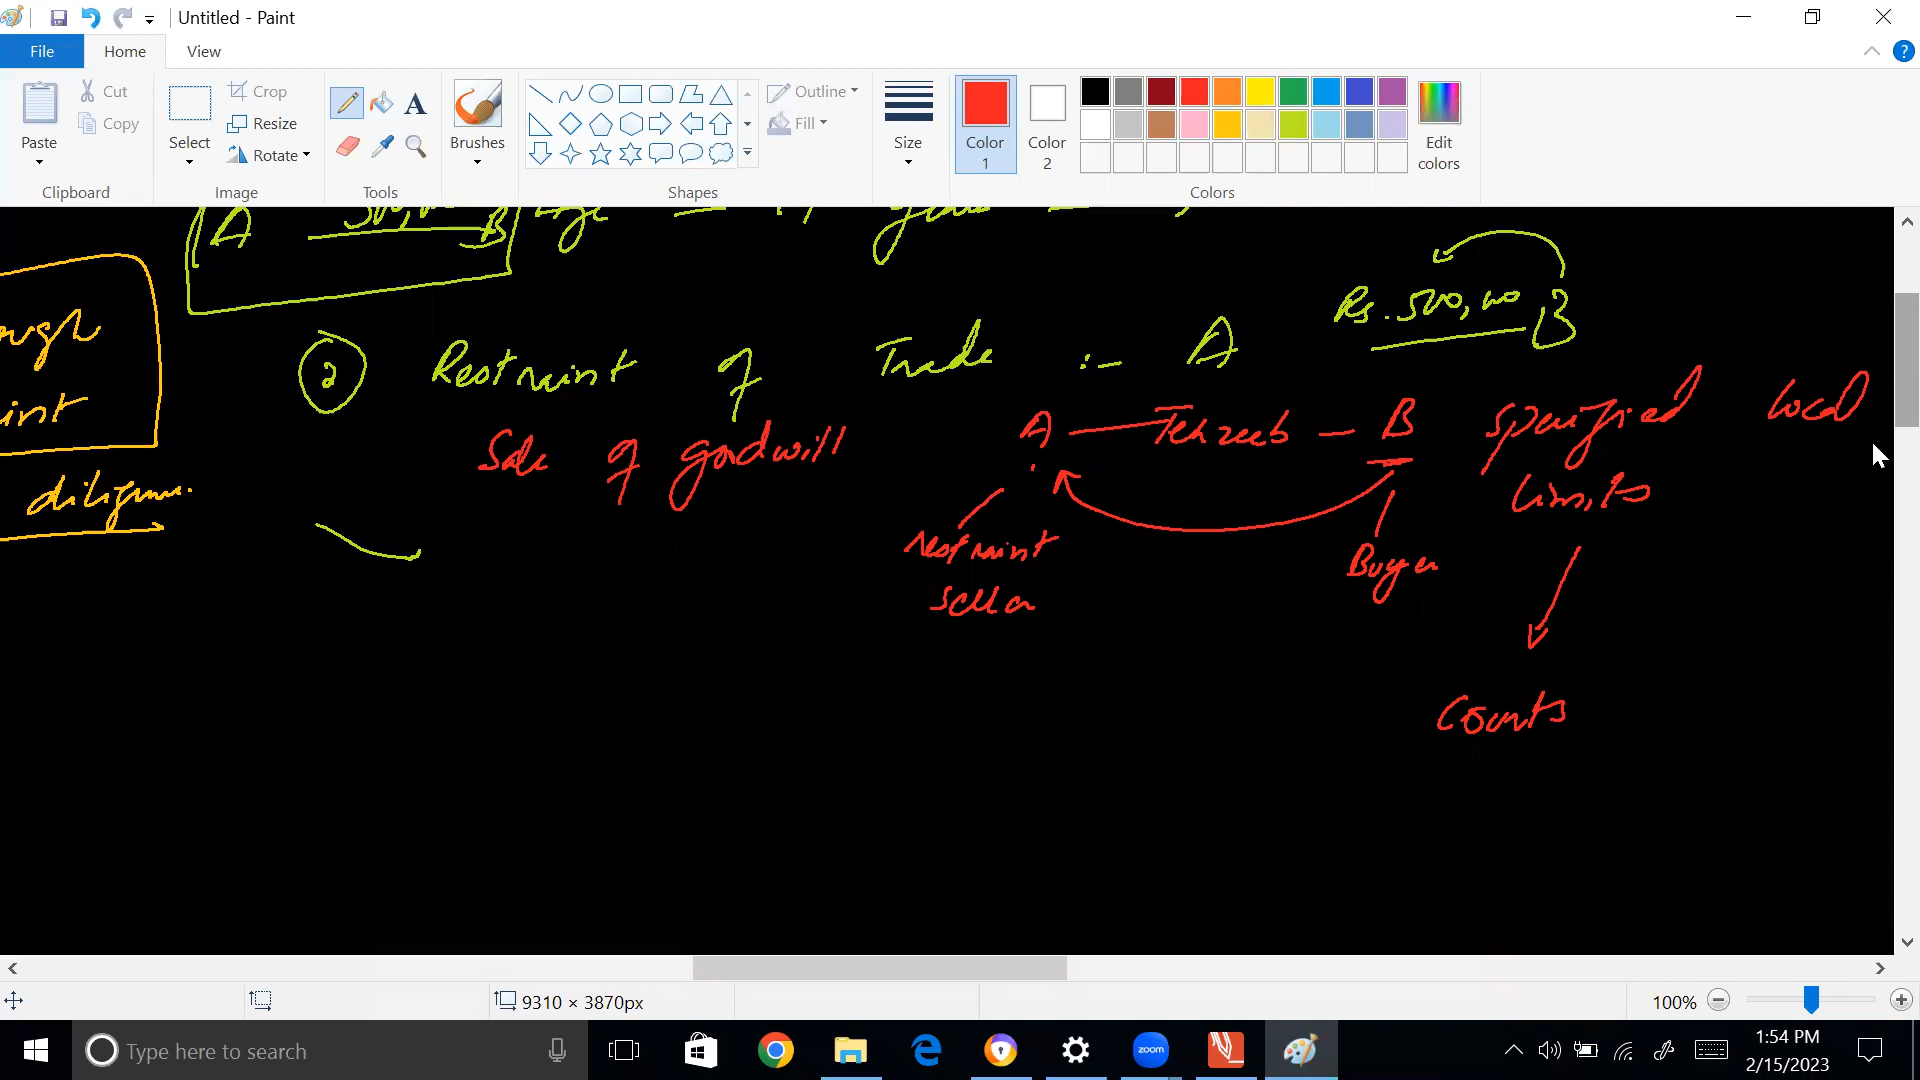 Untitled - Paint
File Home View
Paste
Cut
Copy
Clipboard
Select
Crop
Resize
Rotate
Image
Tools
Brushes
Shapes
Outline
Fill
Size
Color 1
Color 2
Edit colors
Colors
A B
Rs. 500,000 B
② Restraint of Trade :- A
Sale of goodwill A — Tehzeeb — B specified local
limits
diligence.
restraint
seller
Buyer
Courts
9310 × 3870px
100%
Type here to search
zoom
1:54 PM
2/15/2023